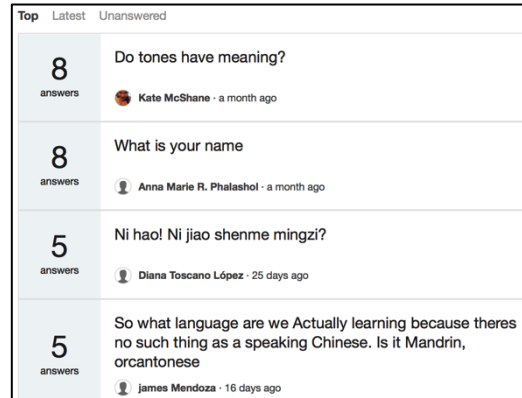 Top Latest Unanswered
8
answers
Do tones have meaning?
Kate McShane · a month ago
8
answers
What is your name
Anna Marie R. Phalashol · a month ago
5
answers
Ni hao! Ni jiao shenme mingzi?
Diana Toscano López · 25 days ago
5
answers
So what language are we Actually learning because theres
no such thing as a speaking Chinese. Is it Mandrin,
orcantonese
james Mendoza · 16 days ago